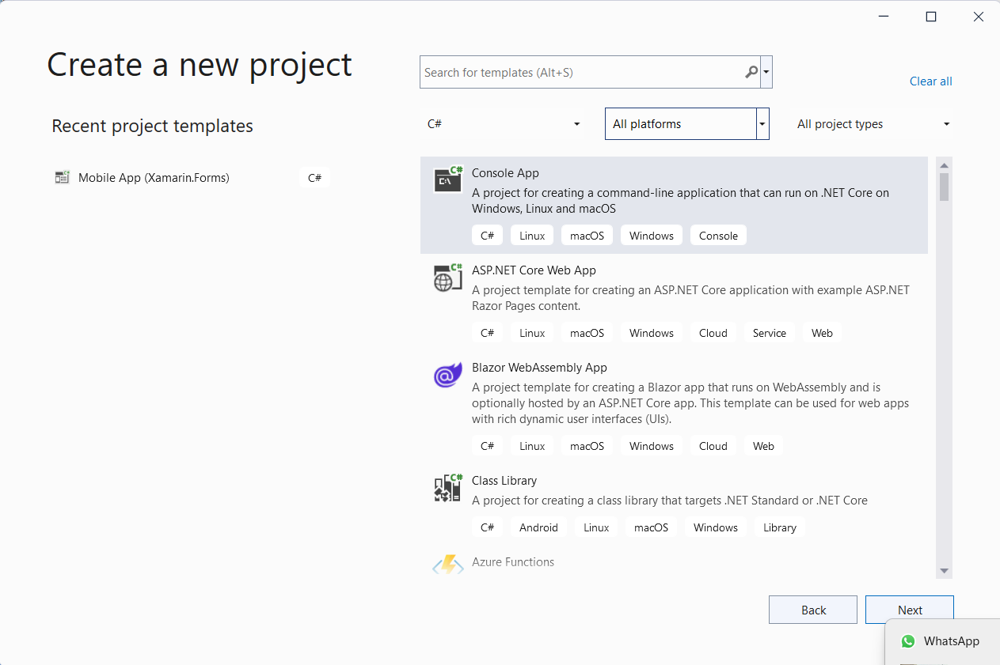 Create a new project
Search for templates (Alt+S)
Clear all
Recent project templates
C#
All platforms
All project types
Mobile App (Xamarin.Forms)
C#
C#
Console App
C:\
A project for creating a command-line application that can run on .NET Core on
Windows, Linux and macOS
C# Linux macOS Windows Console
C#
ASP.NET Core Web App
A project template for creating an ASP.NET Core application with example ASP.NET
Razor Pages content.
C# Linux macOS Windows Cloud Service Web
Blazor WebAssembly App
A project template for creating a Blazor app that runs on WebAssembly and is
optionally hosted by an ASP.NET Core app. This template can be used for web apps
with rich dynamic user interfaces (UIs).
C# Linux macOS Windows Cloud Web
C#
Class Library
A project for creating a class library that targets .NET Standard or .NET Core
C# Android Linux macOS Windows Library
Azure Functions
Back
Next
WhatsApp